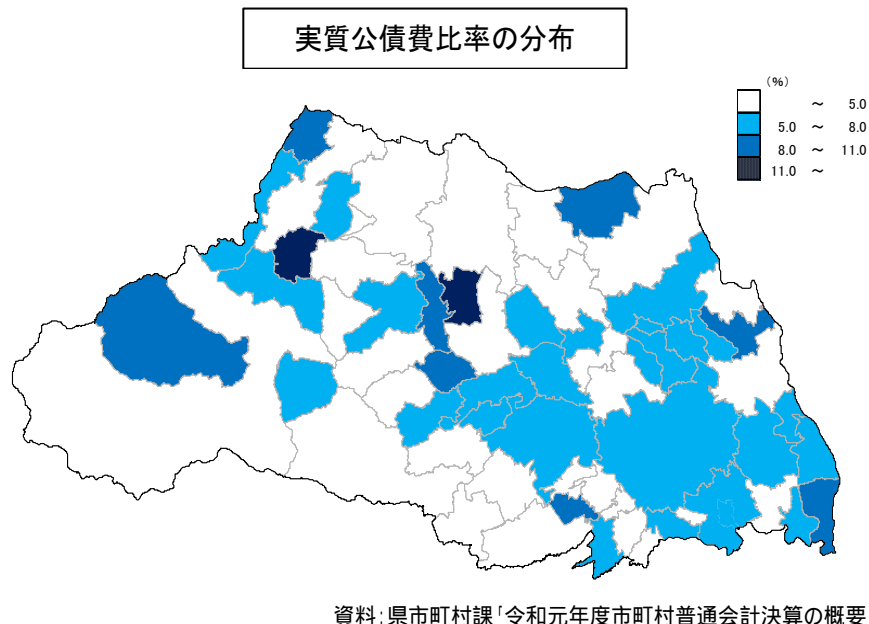 実質公債費比率の分布
(%)
～ 5.0
5.0 ～ 8.0
8.0 ～ 11.0
11.0 ～
資料:県市町村課「令和元年度市町村普通会計決算の概要